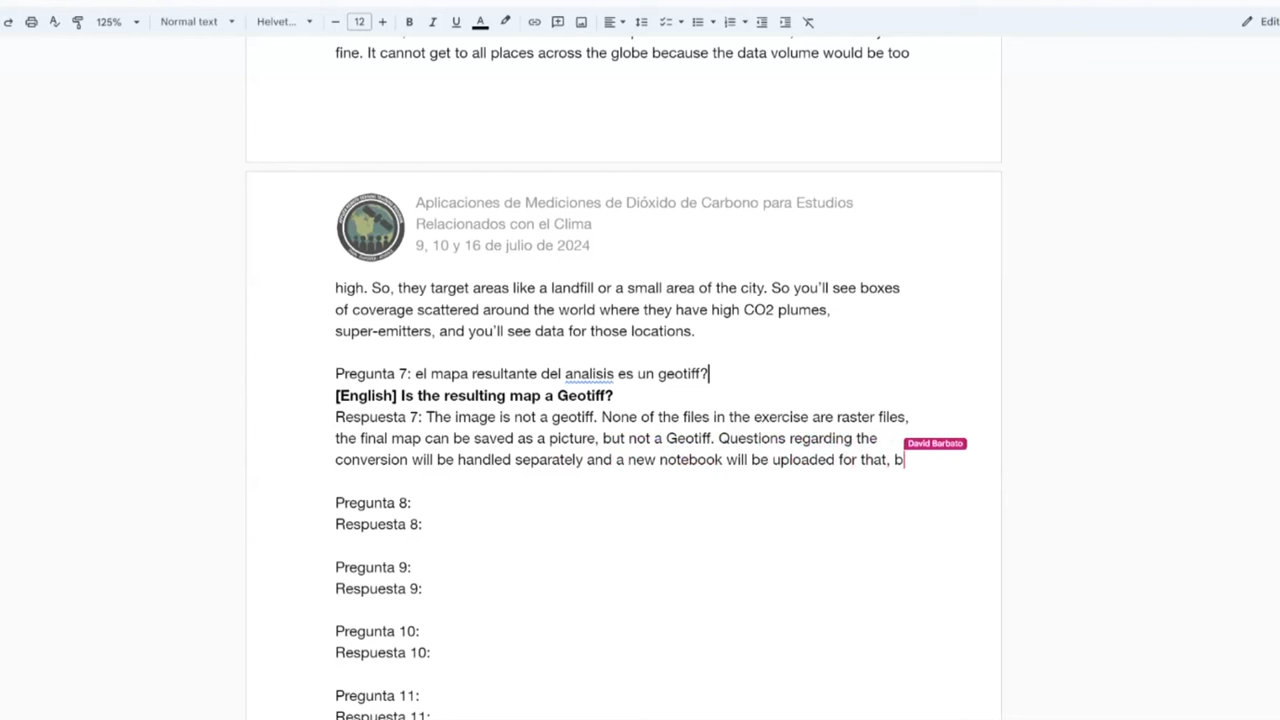 125% Normal text Helvet... 12 B I U A Edit
fine. It cannot get to all places across the globe because the data volume would be too
Aplicaciones de Mediciones de Dióxido de Carbono para Estudios
Relacionados con el Clima
9, 10 y 16 de julio de 2024
high. So, they target areas like a landfill or a small area of the city. So you’ll see boxes
of coverage scattered around the world where they have high CO2 plumes,
super-emitters, and you’ll see data for those locations.
Pregunta 7: el mapa resultante del analisis es un geotiff?
[English] Is the resulting map a Geotiff?
Respuesta 7: The image is not a geotiff. None of the files in the exercise are raster files,
the final map can be saved as a picture, but not a Geotiff. Questions regarding the
David Barbato
conversion will be handled separately and a new notebook will be uploaded for that, b
Pregunta 8:
Respuesta 8:
Pregunta 9:
Respuesta 9:
Pregunta 10:
Respuesta 10:
Pregunta 11:
Respuesta 11: